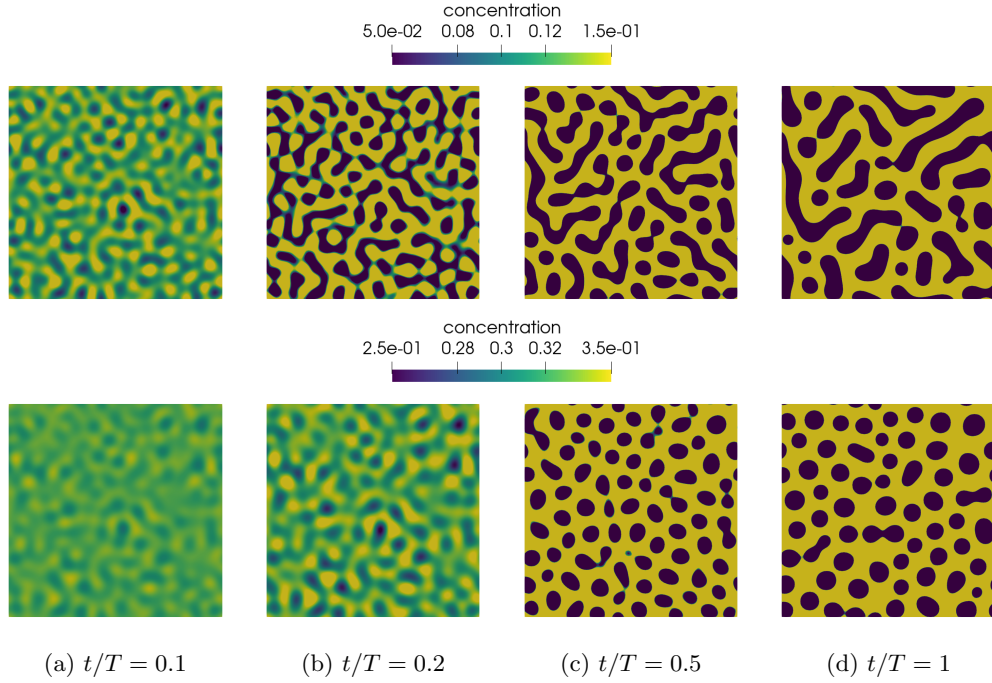 concentration
5.0e-02 0.08 0.1 0.12 1.5e-01
concentration
2.5e-01 0.28 0.3 0.32 3.5e-01
(a) t/T = 0.1 (b) t/T = 0.2 (c) t/T = 0.5 (d) t/T = 1